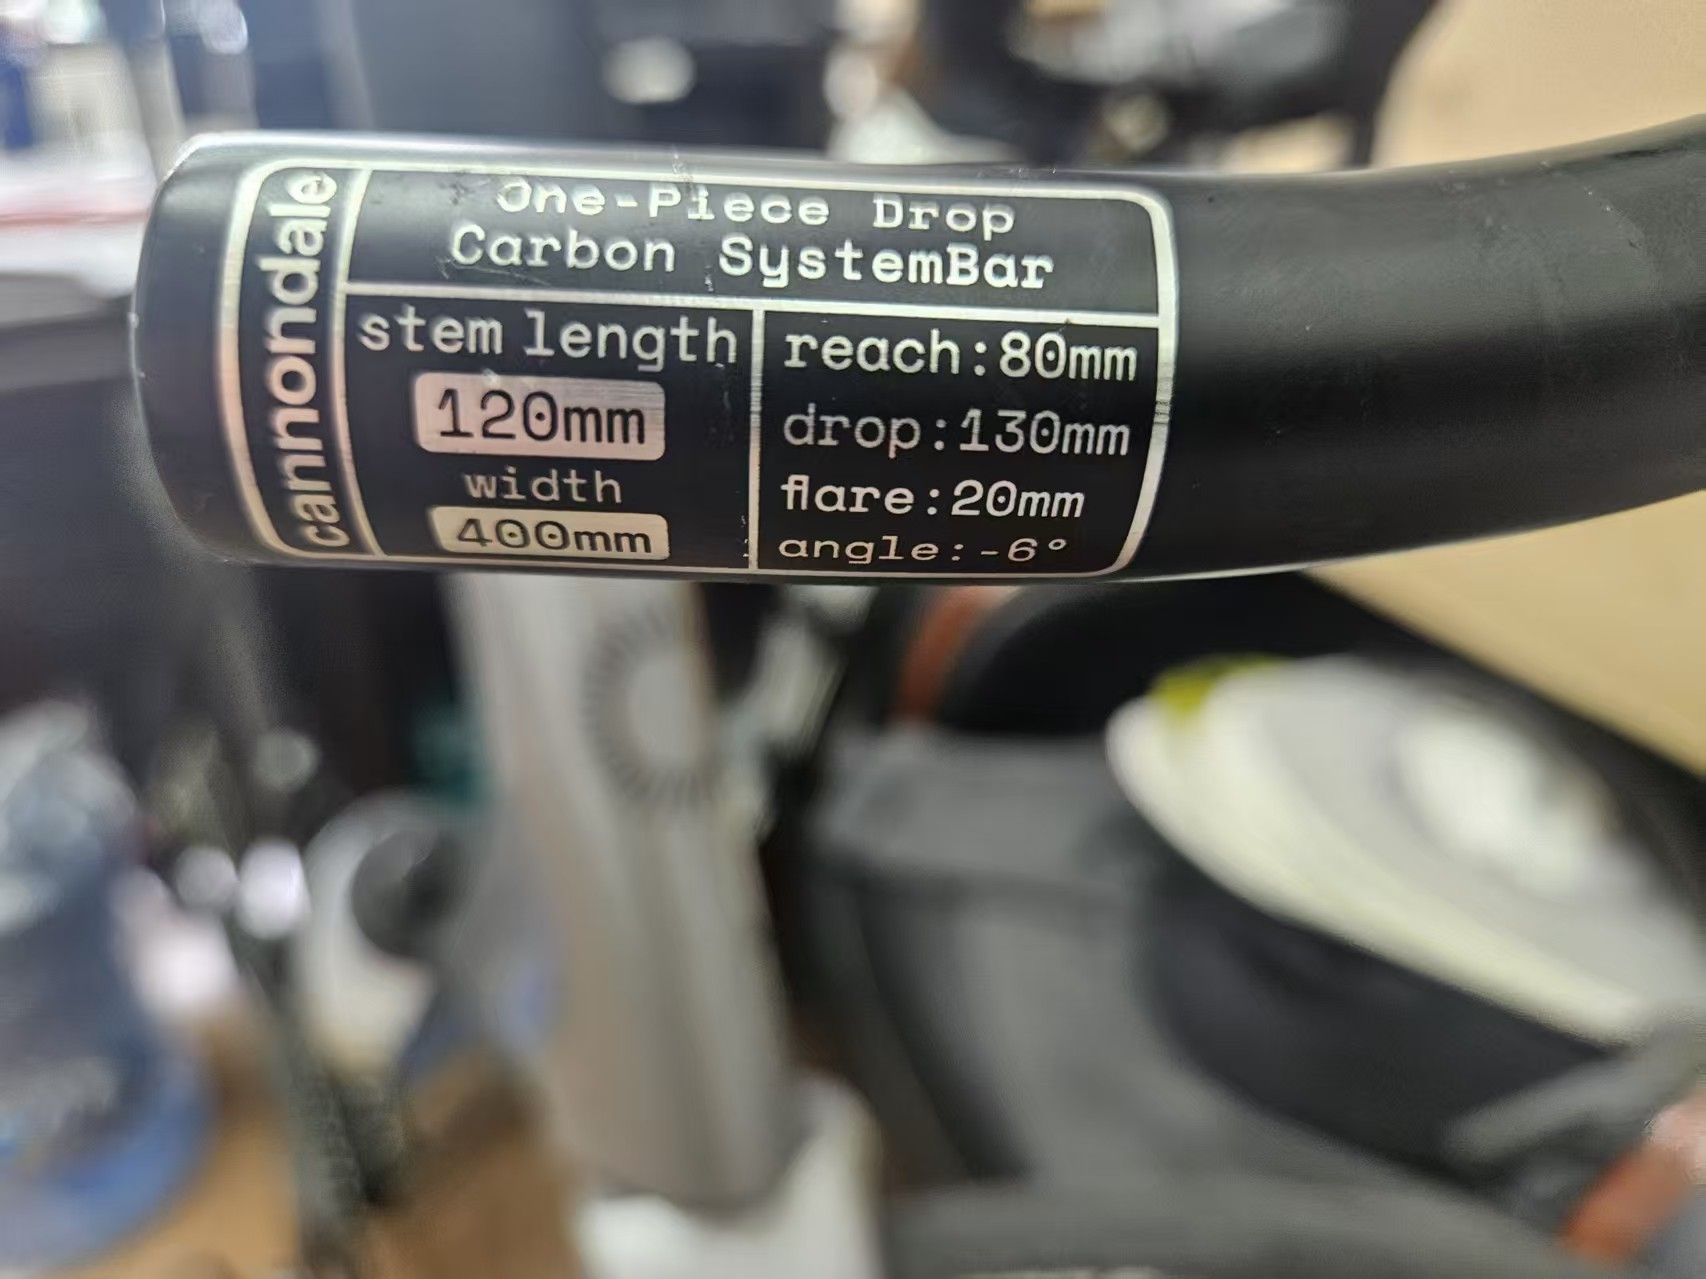 cannondale
One-Piece Drop
Carbon SystemBar
stem length
120mm
width
400mm
reach:80mm
drop:130mm
flare:20mm
angle:-6°